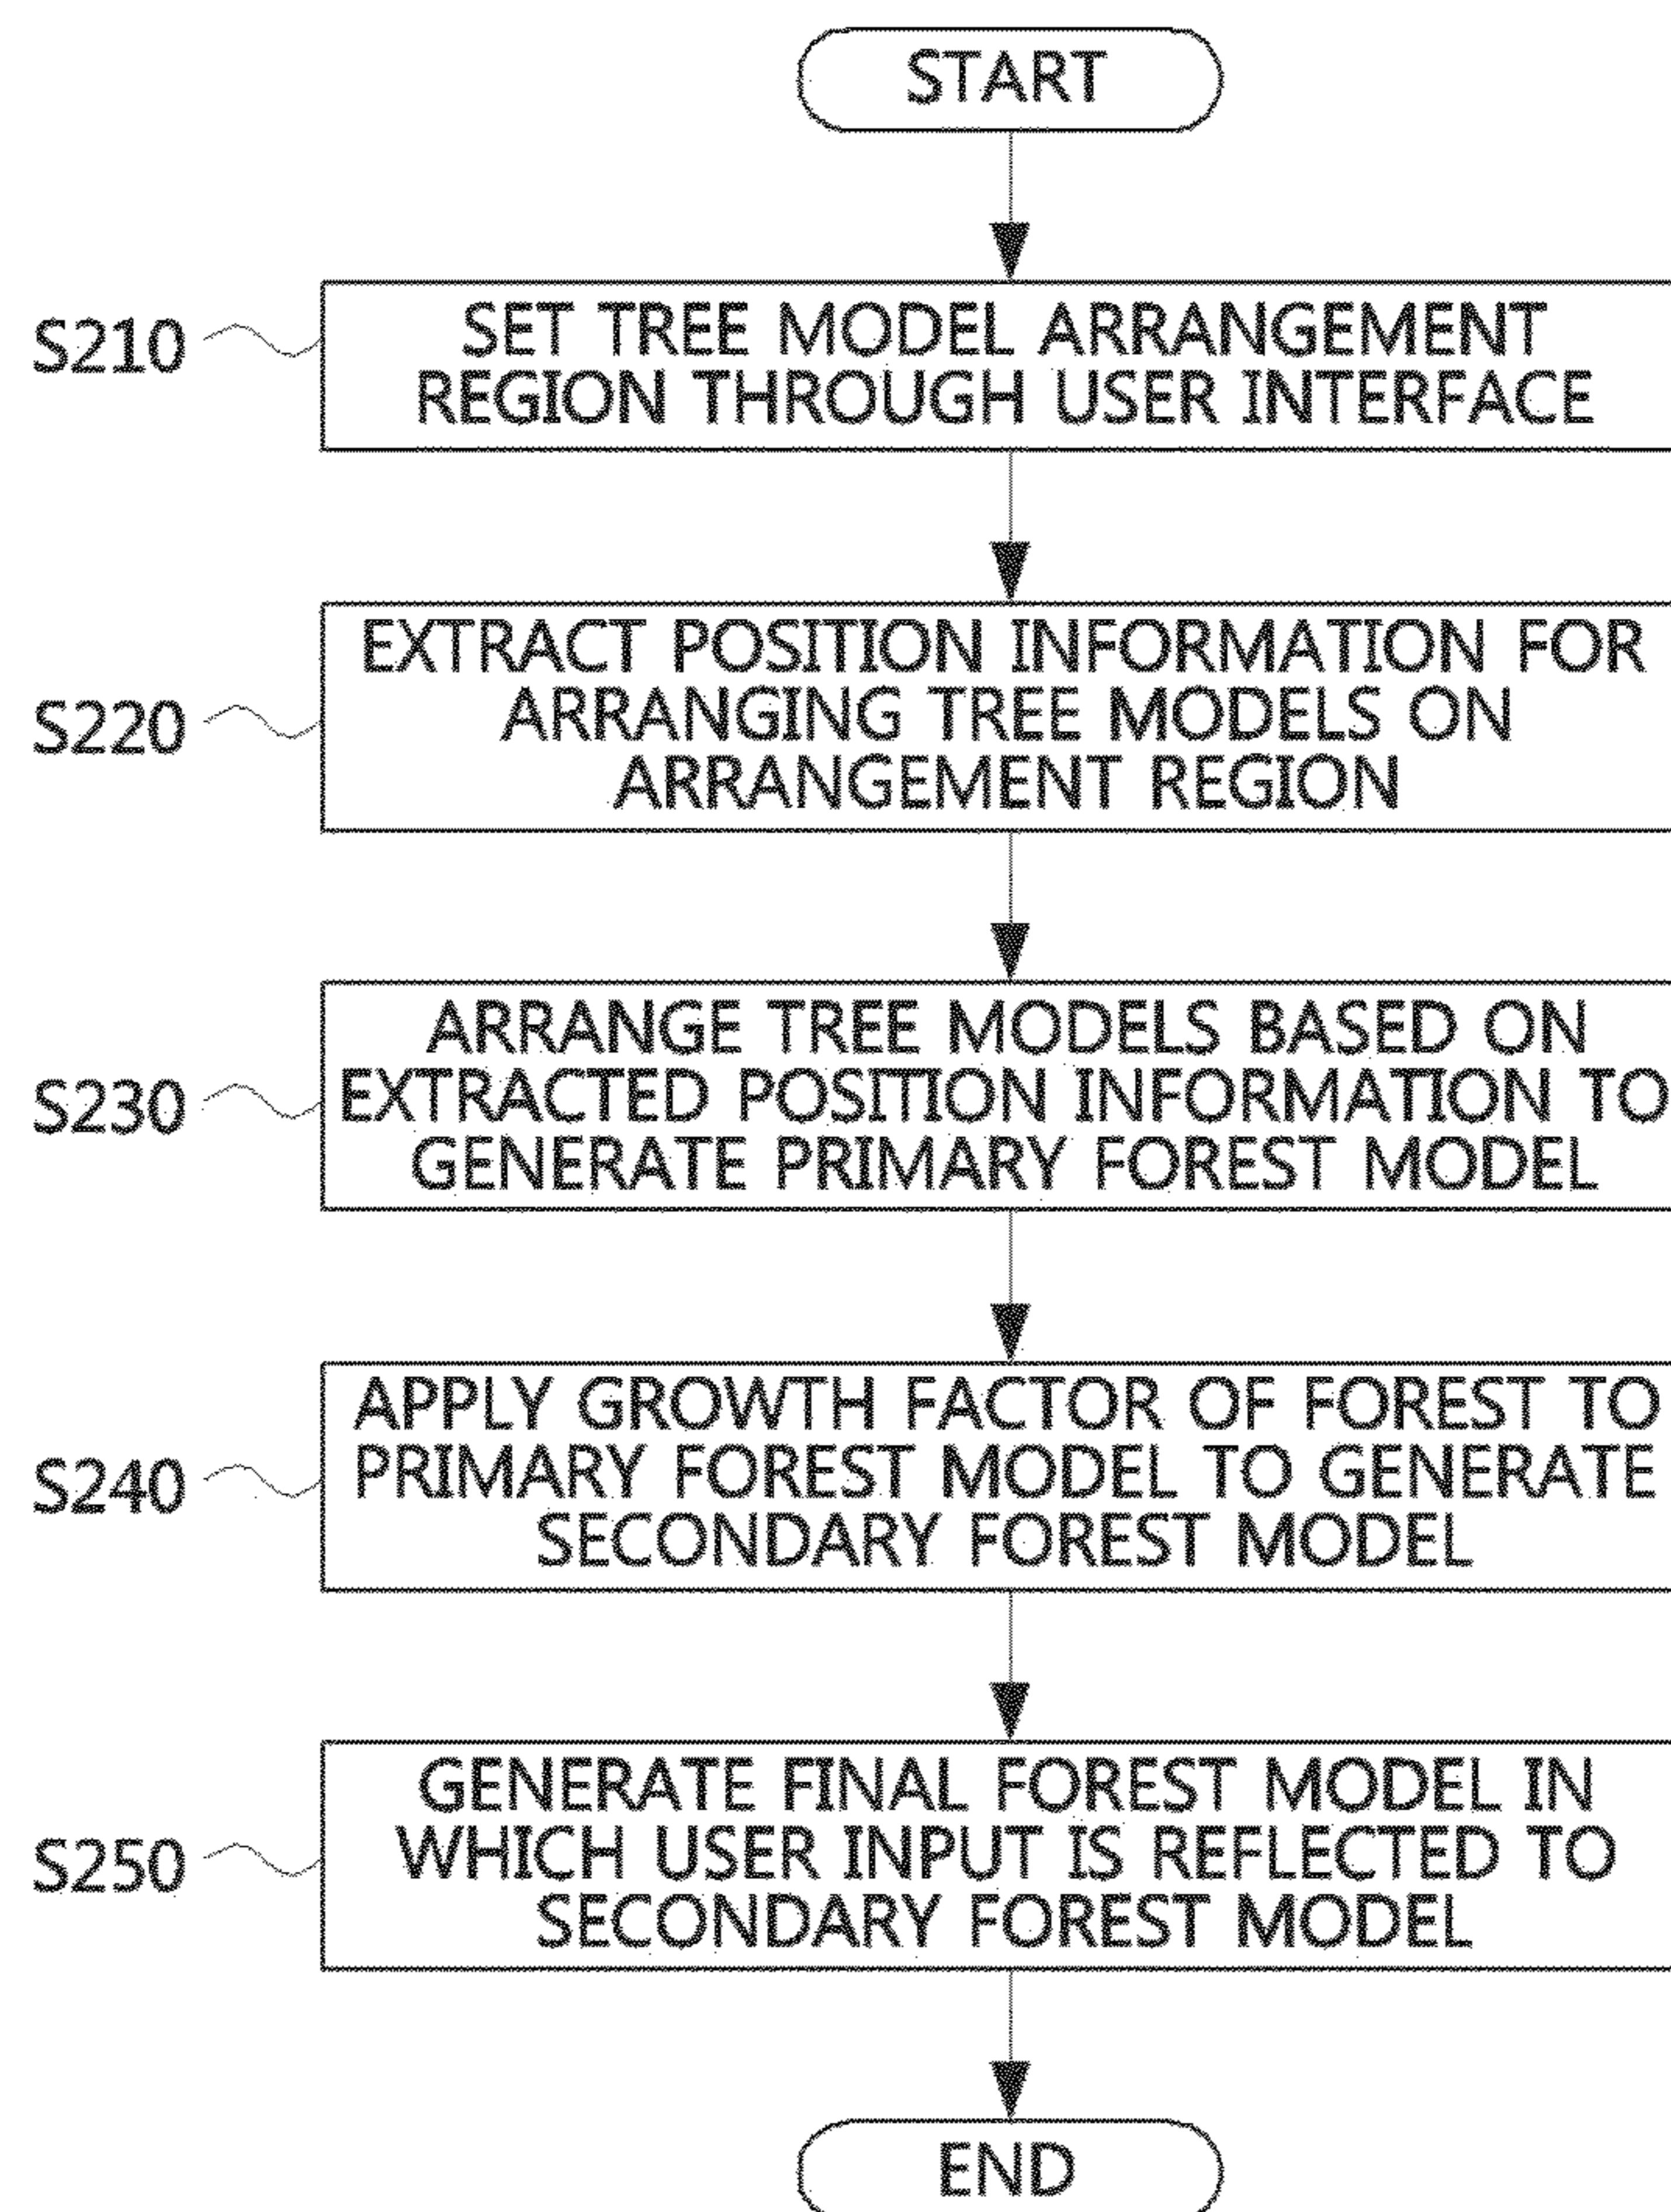 START
S210
SET TREE MODEL ARRANGEMENT
REGION THROUGH USER INTERFACE
S220
EXTRACT POSITION INFORMATION FOR
ARRANGING TREE MODELS ON
ARRANGEMENT REGION
S230
ARRANGE TREE MODELS BASED ON
EXTRACTED POSITION INFORMATION TO
GENERATE PRIMARY FOREST MODEL
S240
APPLY GROWTH FACTOR OF FOREST TO
PRIMARY FOREST MODEL TO GENERATE
SECONDARY FOREST MODEL
S250
GENERATE FINAL FOREST MODEL IN
WHICH USER INPUT IS REFLECTED TO
SECONDARY FOREST MODEL
END